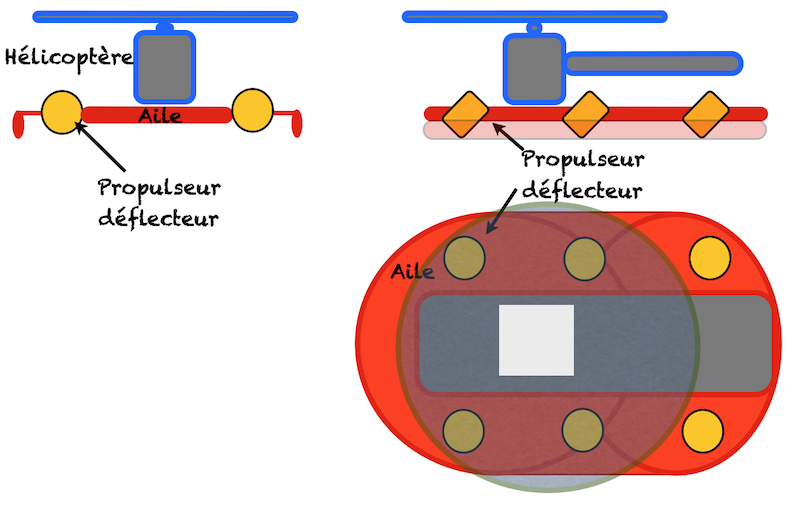 Hélicoptère
Aile
Propulseur
déflecteur
Propulseur
déflecteur
Aile